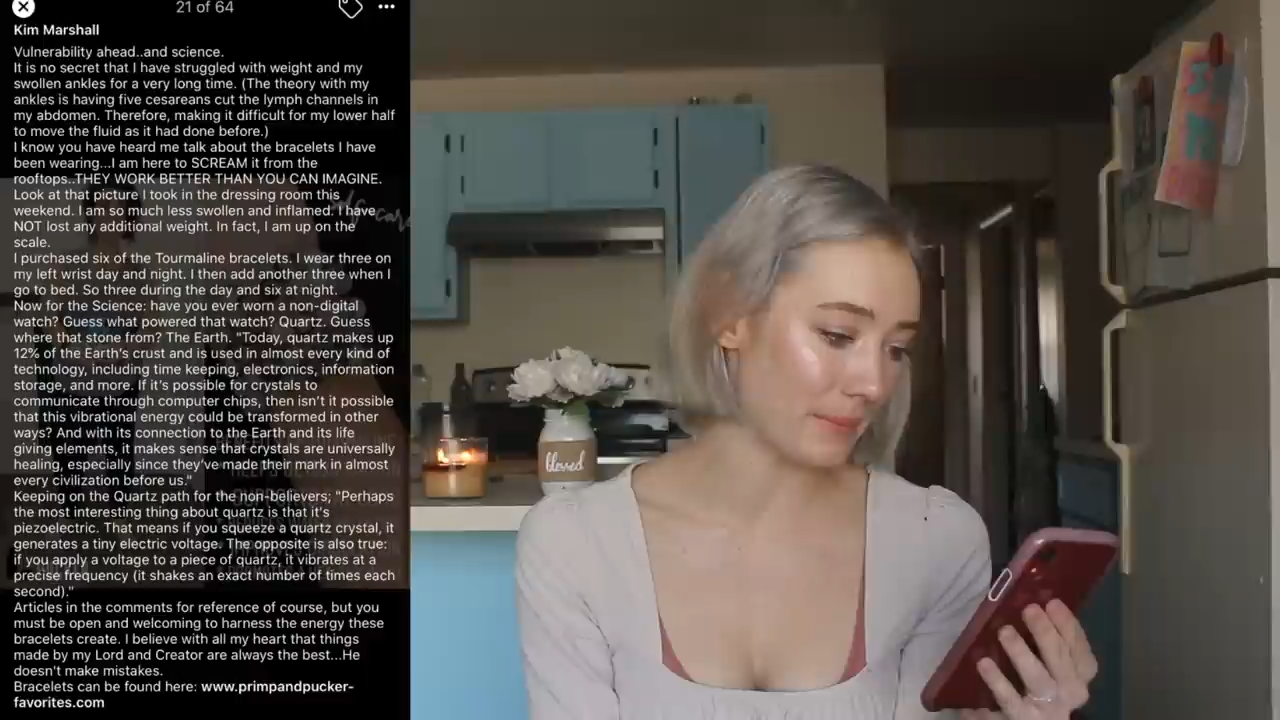 21 of 64
Kim Marshall
Vulnerability ahead..and science.
It is no secret that I have struggled with weight and my
swollen ankles for a very long time. (The theory with my
ankles is having five cesareans cut the lymph channels in
my abdomen. Therefore, making it difficult for my lower half
to move the fluid as it had done before.)
I know you have heard me talk about the bracelets I have
been wearing...I am here to SCREAM it from the
rooftops..THEY WORK BETTER THAN YOU CAN IMAGINE.
Look at that picture I took in the dressing room this
weekend. I am so much less swollen and inflamed. I have
NOT lost any additional weight. In fact, I am up on the
scale.
I purchased six of the Tourmaline bracelets. I wear three on
my left wrist day and night. I then add another three when I
go to bed. So three during the day and six at night.
Now for the Science: have you ever worn a non-digital
watch? Guess what powered that watch? Quartz. Guess
where that stone from? The Earth. "Today, quartz makes up
12% of the Earth's crust and is used in almost every kind of
technology, including time keeping, electronics, information
storage, and more. If it's possible for crystals to
communicate through computer chips, then isn't it possible
that this vibrational energy could be transformed in other
ways? And with its connection to the Earth and its life
giving elements, it makes sense that crystals are universally
healing, especially since they've made their mark in almost
every civilization before us."
Keeping on the Quartz path for the non-believers; "Perhaps
the most interesting thing about quartz is that it's
piezoelectric. That means if you squeeze a quartz crystal, it
generates a tiny electric voltage. The opposite is also true:
if you apply a voltage to a piece of quartz, it vibrates at a
precise frequency (it shakes an exact number of times each
second)."
Articles in the comments for reference of course, but you
must be open and welcoming to harness the energy these
bracelets create. I believe with all my heart that things
made by my Lord and Creator are always the best...He
doesn't make mistakes.
Bracelets can be found here: www.primpandpucker-
favorites.com
blessed